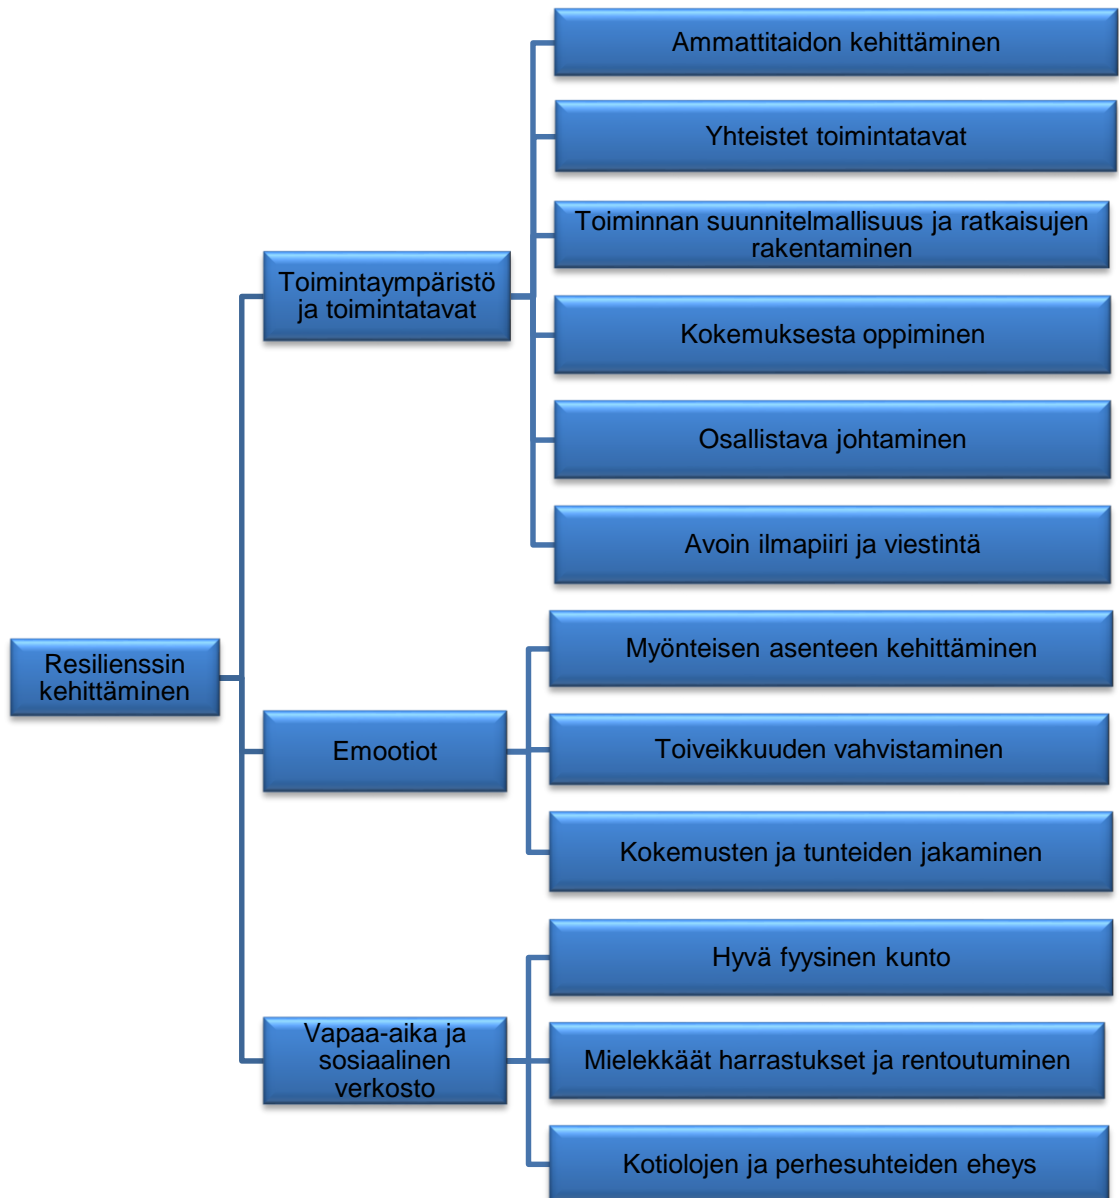 Ammattitaidon kehittäminen
Yhteistet toimintatavat
Toiminnan suunnitelmallisuus ja ratkaisujen
rakentaminen
Toimintaympäristö
ja toimintatavat
Kokemuksesta oppiminen
Osallistava johtaminen
Avoin ilmapiiri ja viestintä
Resilienssin
kehittäminen
Myönteisen asenteen kehittäminen
Emootiot
Toiveikkuuden vahvistaminen
Kokemusten ja tunteiden jakaminen
Hyvä fyysinen kunto
Vapaa-aika ja
sosiaalinen
verkosto
Mielekkäät harrastukset ja rentoutuminen
Kotiolojen ja perhesuhteiden eheys